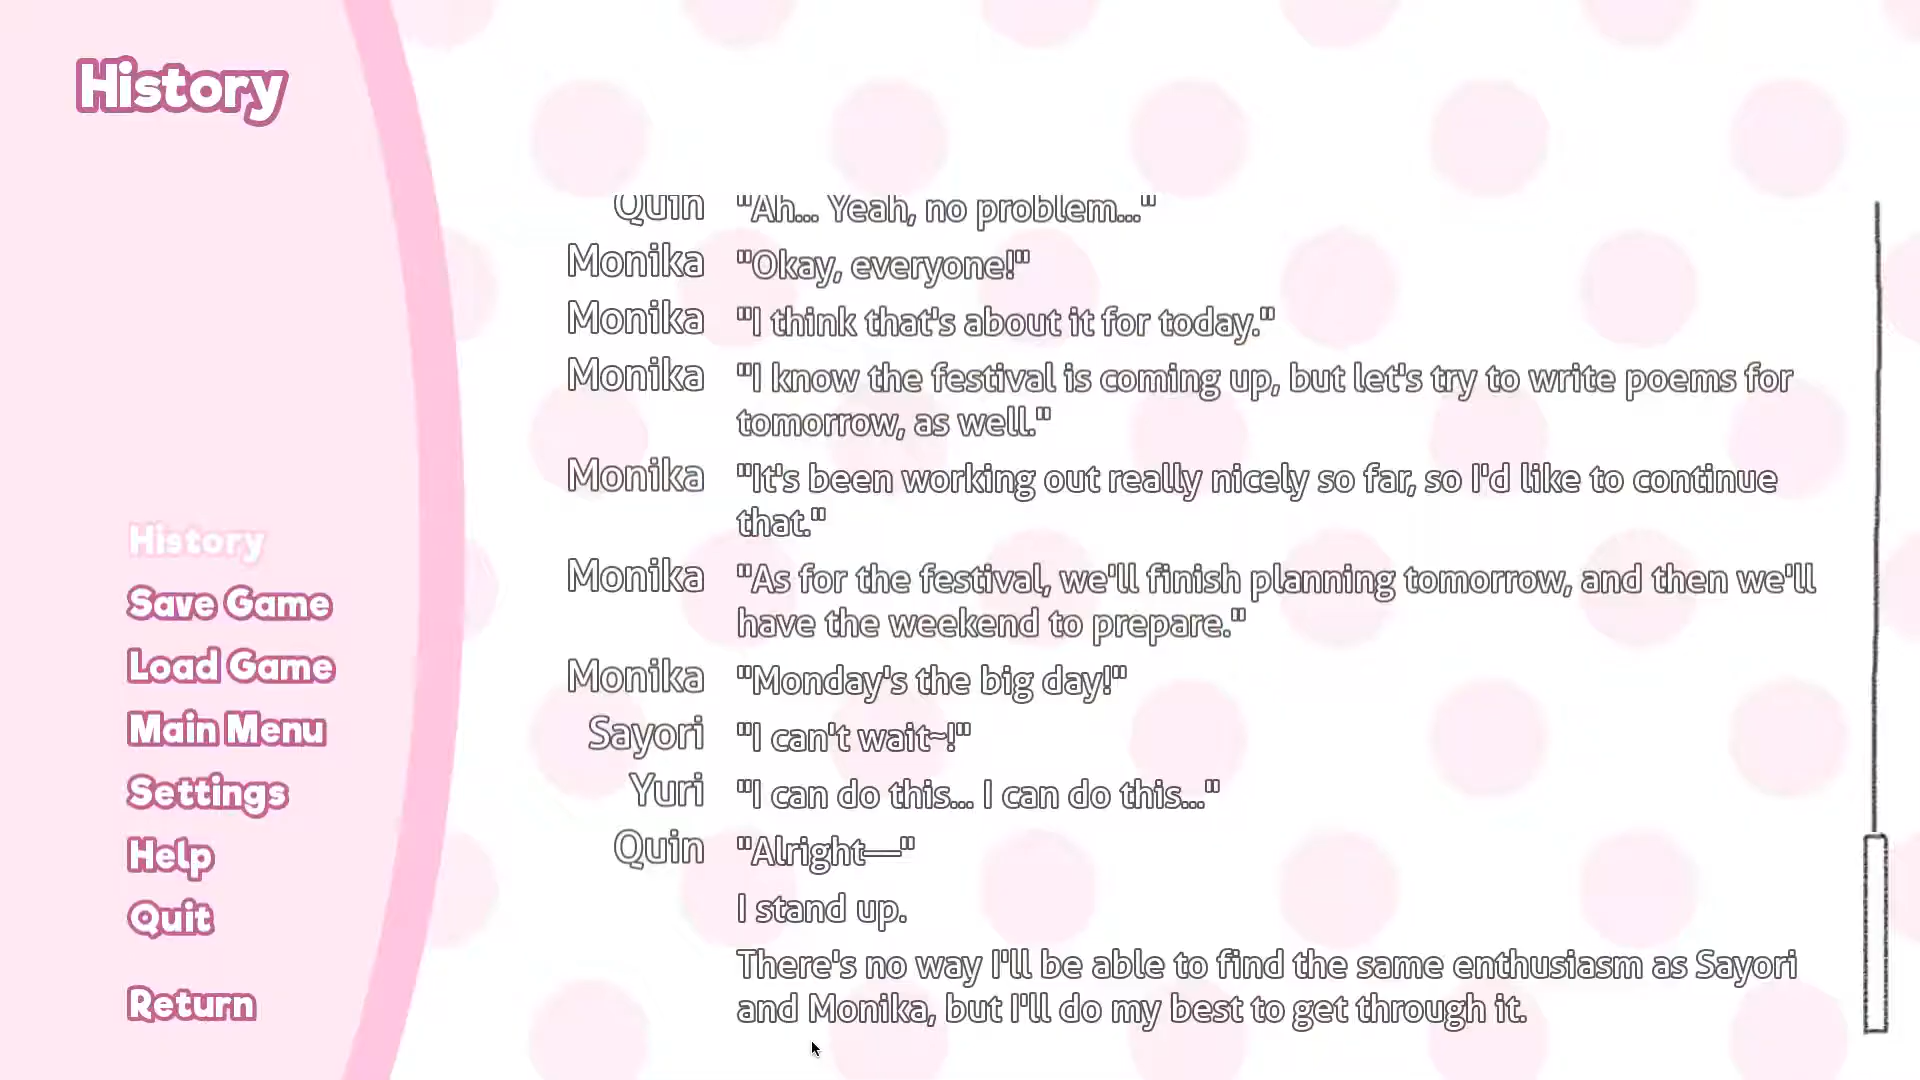 History
Quin "Ah... Yeah, no problem..."
Monika "Okay, everyone!"
Monika "I think that's about it for today."
Monika "I know the festival is coming up, but let's try to write poems for
tomorrow, as well."
Monika "It's been working out really nicely so far, so I'd like to continue
that."
Monika "As for the festival, we'll finish planning tomorrow, and then we'll
have the weekend to prepare."
Monika "Monday's the big day!"
Sayori "I can't wait~!"
Yuri "I can do this... I can do this..."
Quin "Alright—"
I stand up.
There's no way I'll be able to find the same enthusiasm as Sayori
and Monika, but I'll do my best to get through it.
History
Save Game
Load Game
Main Menu
Settings
Help
Quit
Return